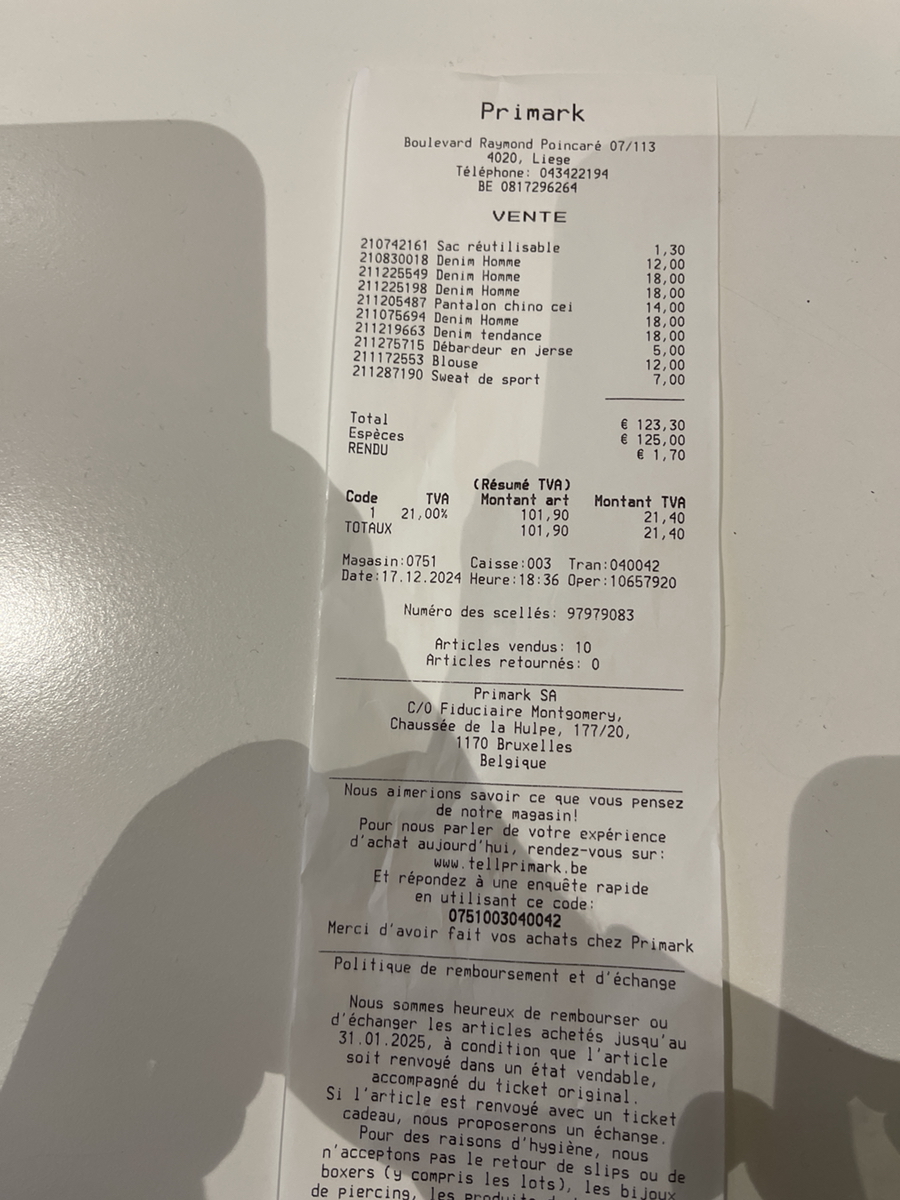 Primark
Boulevard Raymond Poincaré 07/113
4020, Liege
Téléphone: 043422194
BE 0817296264
VENTE
210742161 Sac réutilisable 1,30
210830018 Denim Homme 12,00
211225549 Denim Homme 18,00
211225198 Denim Homme 18,00
211205487 Pantalon chino cei 14,00
211075694 Denim Homme 18,00
211219663 Denim tendance 18,00
211275715 Débardeur en jerse 5,00
211172553 Blouse 12,00
211287190 Sweat de sport 7,00
Total € 123,30
Espèces € 125,00
RENDU € 1,70
(Résumé TVA)
Code TVA Montant art Montant TVA
1 21,00% 101,90 21,40
TOTAUX 101,90 21,40
Magasin:0751 Caisse:003 Tran:040042
Date:17.12.2024 Heure:18:36 Oper:10657920
Numéro des scellés: 97979083
Articles vendus: 10
Articles retournés: 0
Primark SA
C/O Fiduciaire Montgomery,
Chaussée de la Hulpe, 177/20,
1170 Bruxelles
Belgique
Nous aimerions savoir ce que vous pensez
de notre magasin!
Pour nous parler de votre expérience
d'achat aujourd'hui, rendez-vous sur:
www.tellprimark.be
Et répondez à une enquête rapide
en utilisant ce code:
0751003040042
Merci d'avoir fait vos achats chez Primark
Politique de remboursement et d'échange
Nous sommes heureux de rembourser ou
d'échanger les articles achetés jusqu'au
31.01.2025, à condition que l'article
soit renvoyé dans un état vendable,
accompagné du ticket original.
Si l'article est renvoyé avec un ticket
cadeau, nous proposerons un échange.
Pour des raisons d'hygiène, nous
n'acceptons pas le retour de slips ou de
boxers (y compris les lots), les bijoux
de piercing, les produits